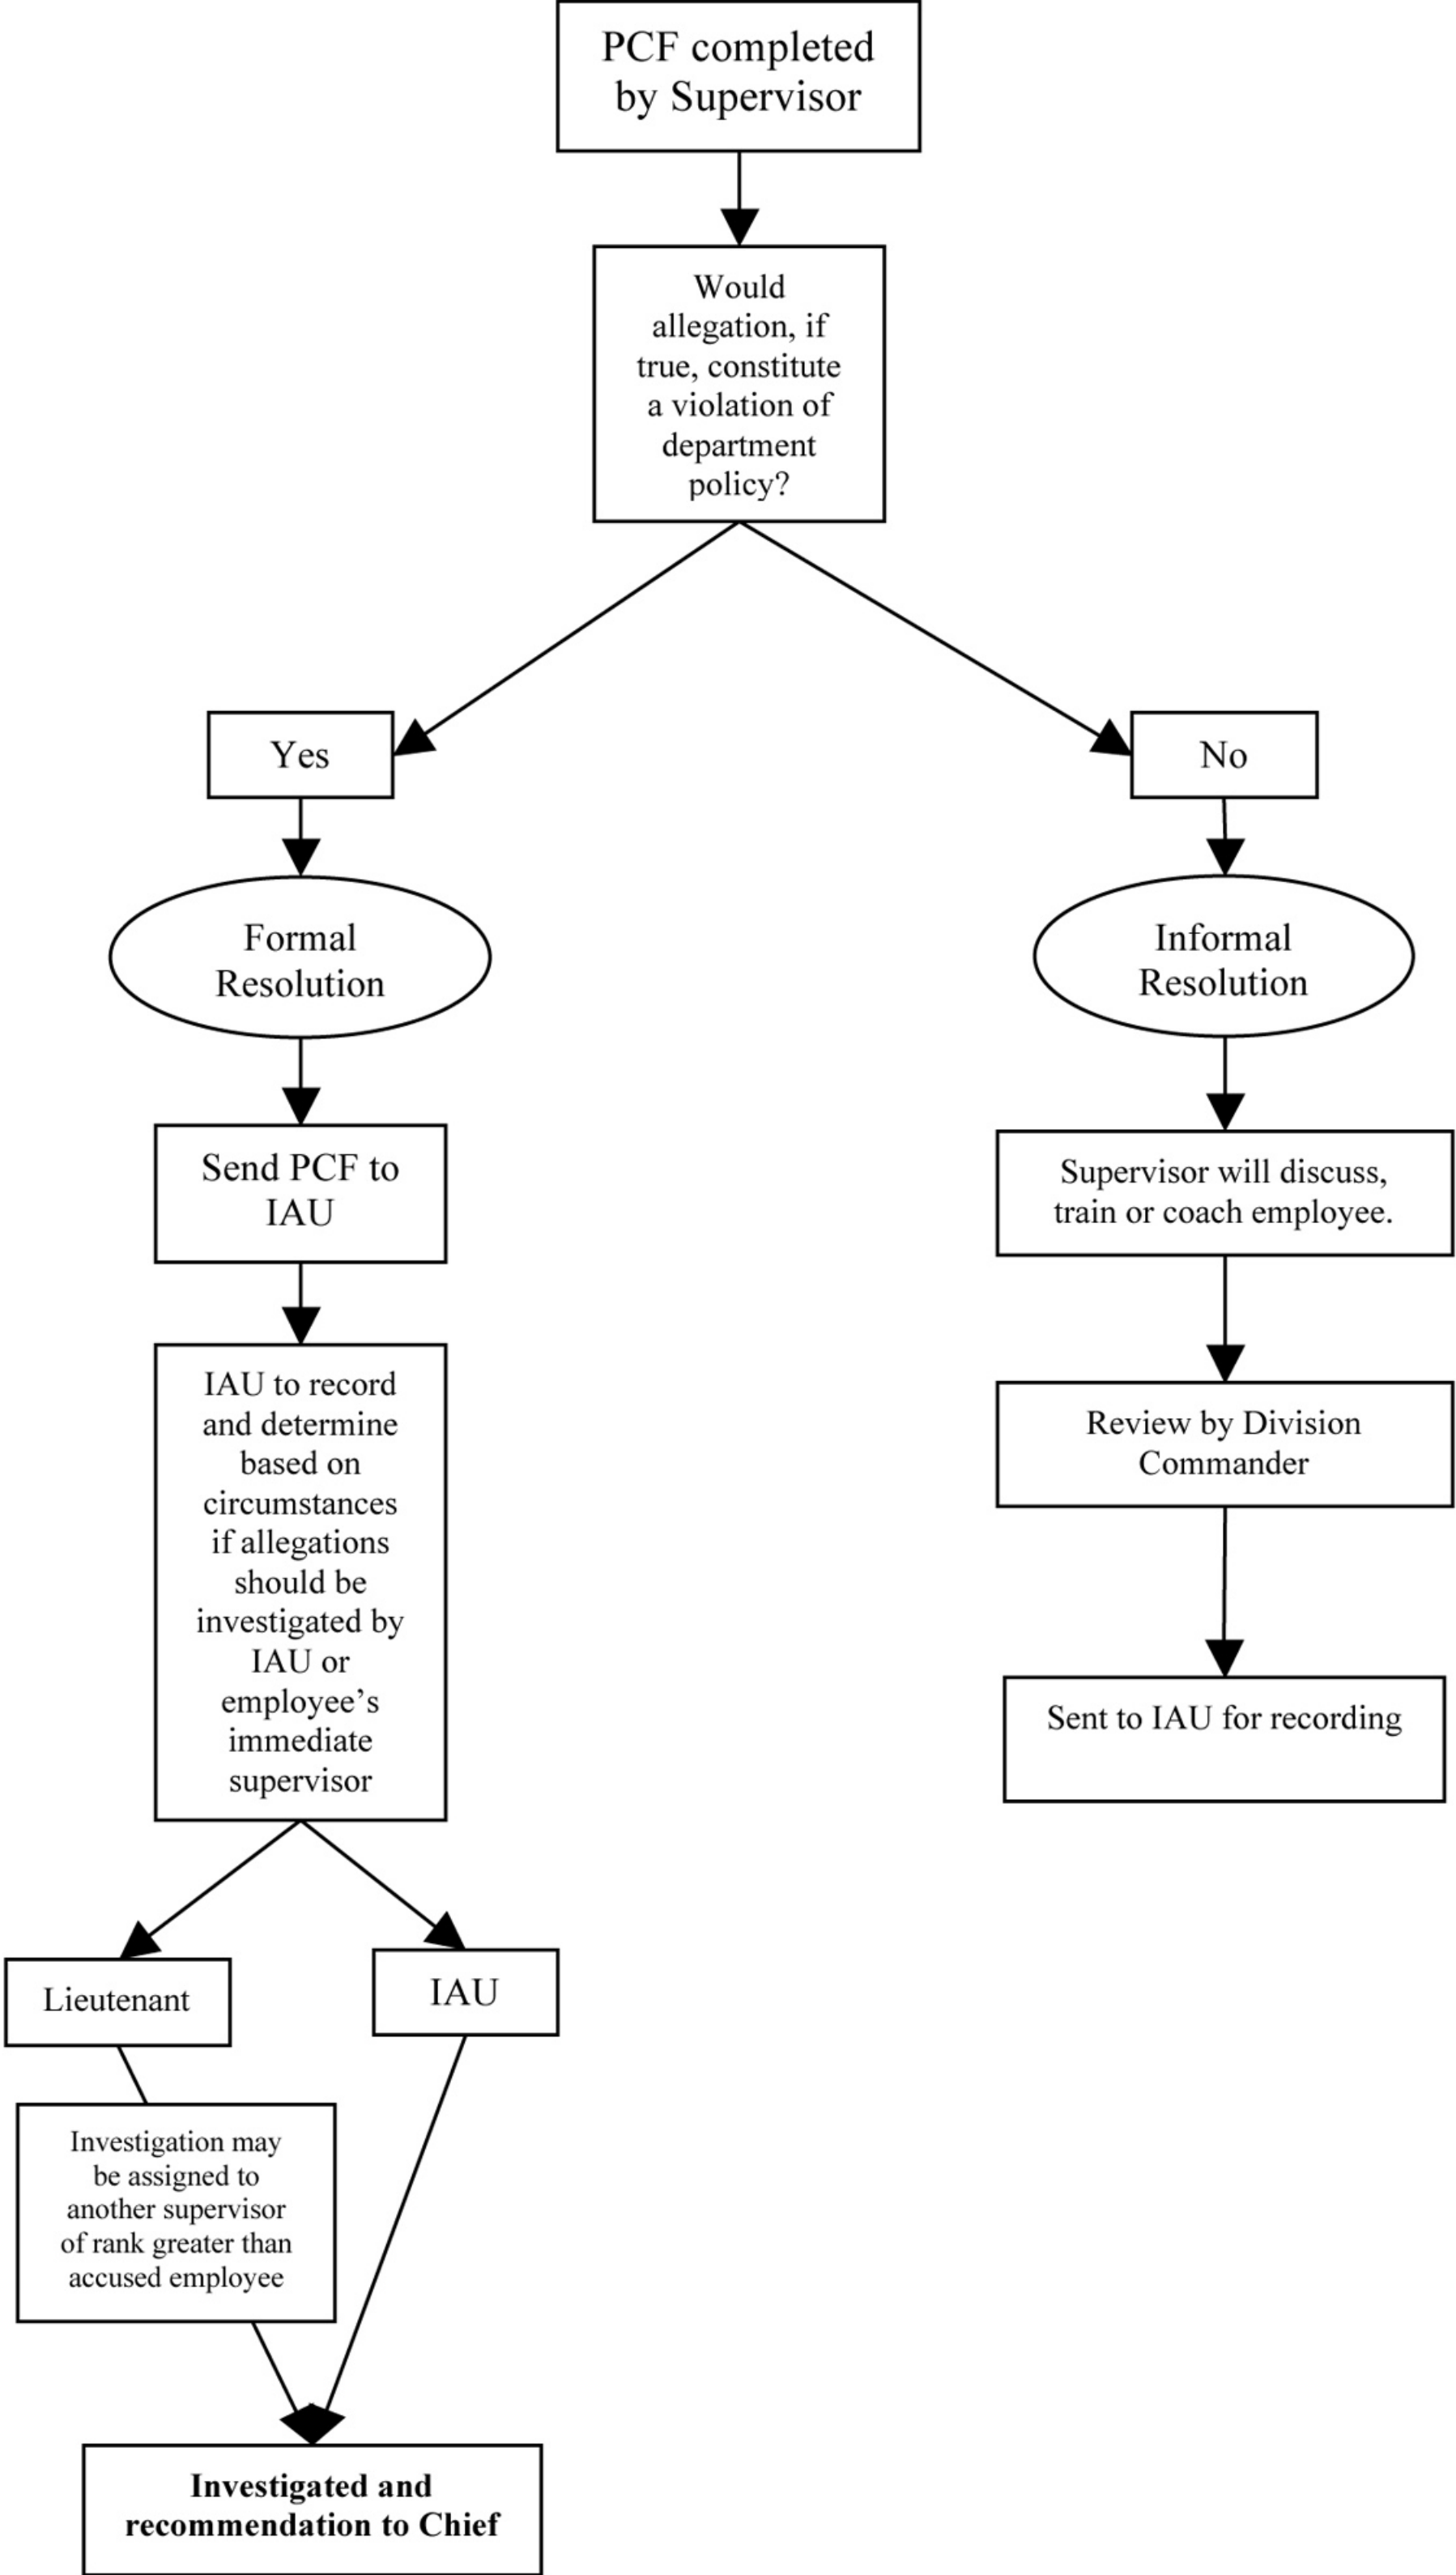 PCF completed
by Supervisor
Would
allegation, if
true, constitute
a violation of
department
policy?
Yes
No
Formal
Resolution
Informal
Resolution
Send PCF to
IAU
Supervisor will discuss,
train or coach employee.
IAU to record
and determine
based on
circumstances
if allegations
should be
investigated by
IAU or
employee’s
immediate
supervisor
Review by Division
Commander
Sent to IAU for recording
Lieutenant
IAU
Investigation may
be assigned to
another supervisor
of rank greater than
accused employee
Investigated and
recommendation to Chief